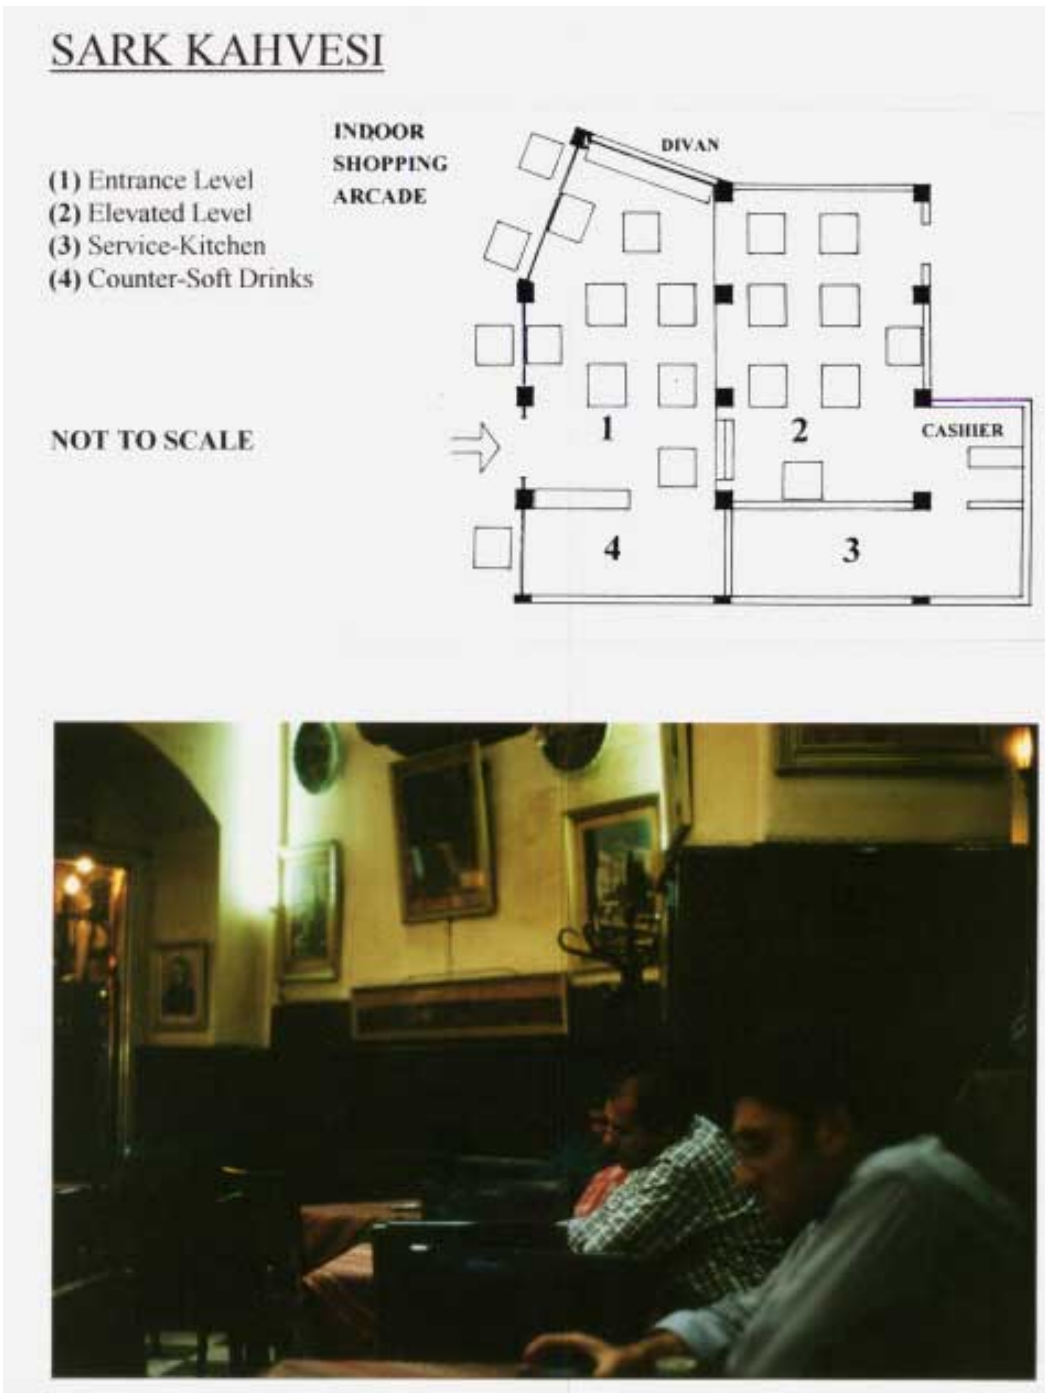 SARK KAHVESI
INDOOR
SHOPPING
ARCADE
(1) Entrance Level
(2) Elevated Level
(3) Service-Kitchen
(4) Counter-Soft Drinks
NOT TO SCALE
DIVAN
1
2
CASHIER
4
3